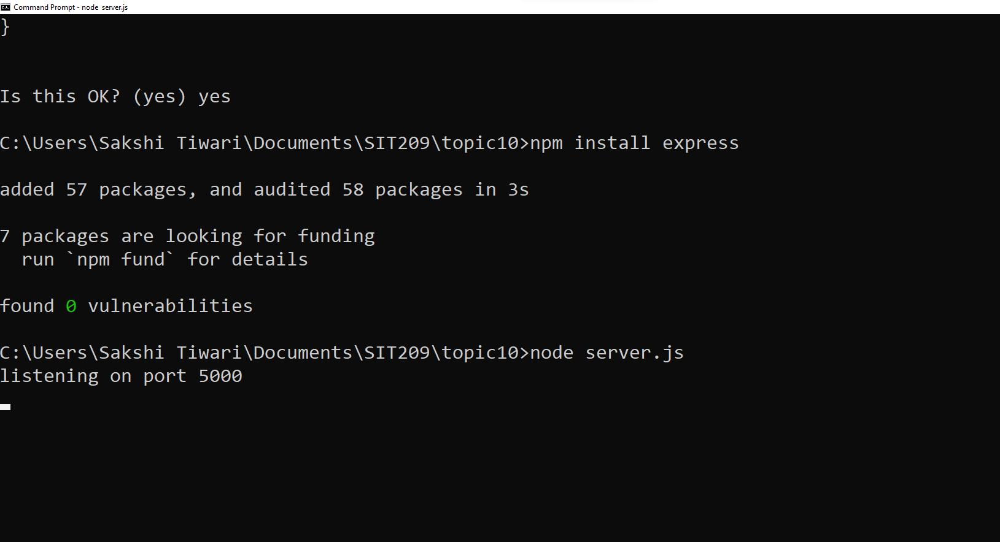 Command Prompt - node  server.js
}
Is this OK? (yes) yes
C:\Users\Sakshi Tiwari\Documents\SIT209\topic10>npm install express
added 57 packages, and audited 58 packages in 3s
7 packages are looking for funding
  run `npm fund` for details
found 0 vulnerabilities
C:\Users\Sakshi Tiwari\Documents\SIT209\topic10>node server.js
listening on port 5000